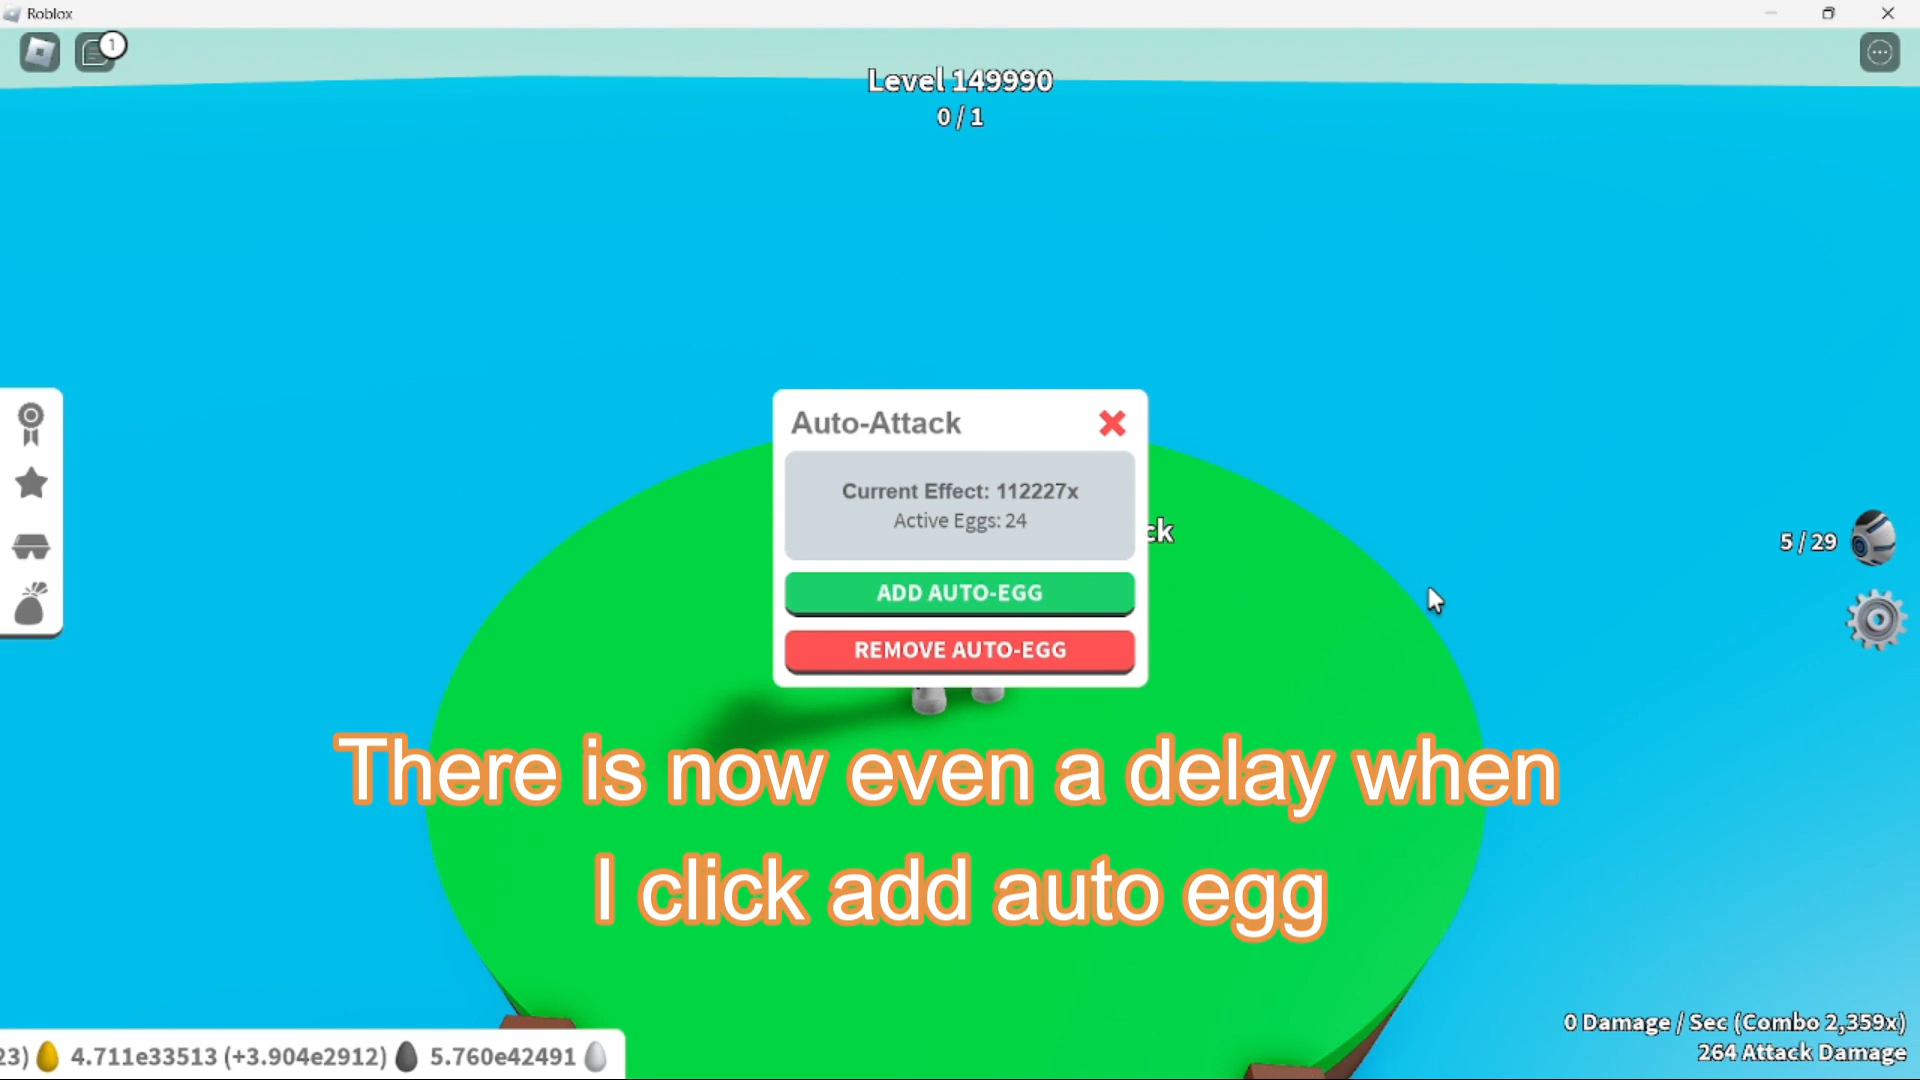 Roblox
1
Level 149990
0 / 1
Auto-Attack
Current Effect: 112227x
Active Eggs: 24
ck
ADD AUTO-EGG
REMOVE AUTO-EGG
5 / 29
There is now even a delay when
I click add auto egg
0 Damage / Sec (Combo 2,359x)
264 Attack Damage
23) 4.711e33513 (+3.904e2912) 5.760e42491